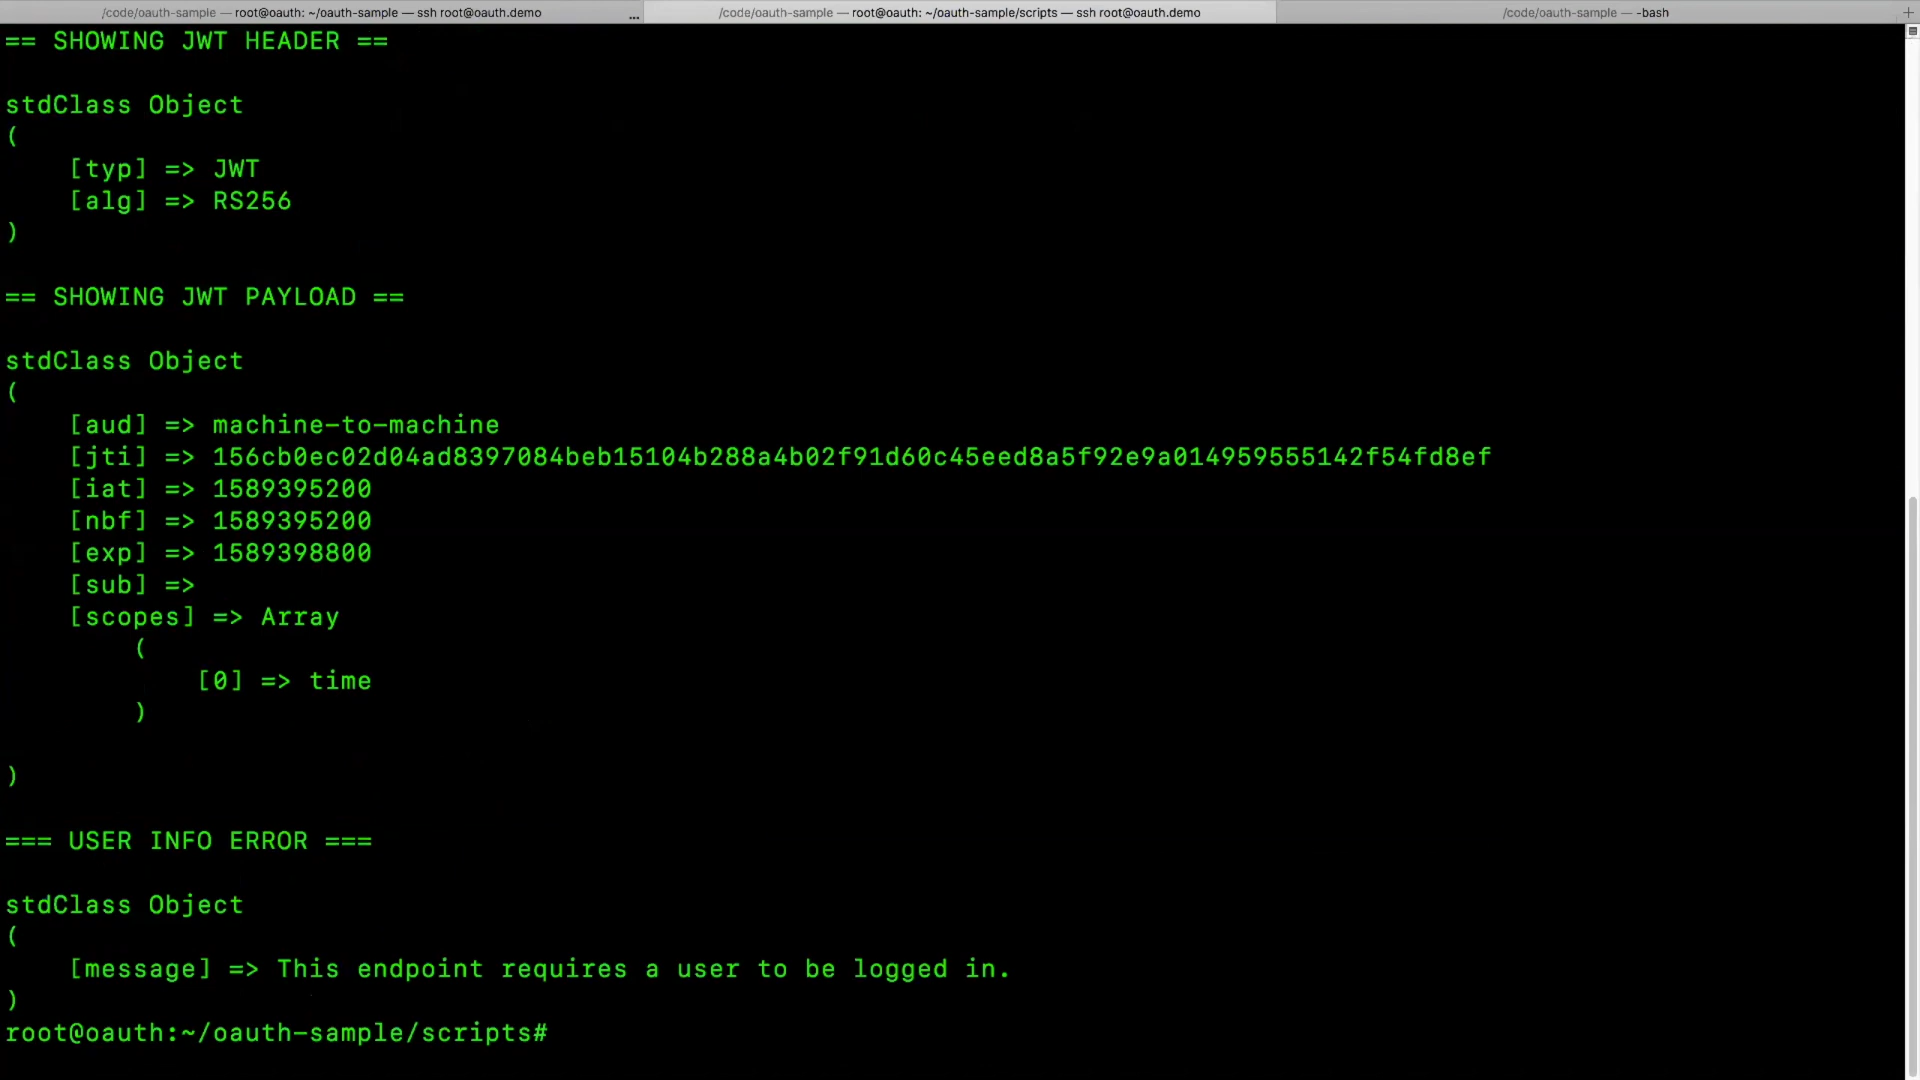 /code/oauth-sample — root@oauth: ~/oauth-sample — ssh root@oauth.demo ... /code/oauth-sample — root@oauth: ~/oauth-sample/scripts — ssh root@oauth.demo /code/oauth-sample — -bash +
== SHOWING JWT HEADER ==
stdClass Object
(
[typ] => JWT
[alg] => RS256
)
== SHOWING JWT PAYLOAD ==
stdClass Object
(
[aud] => machine-to-machine
[jti] => 156cb0ec02d04ad8397084beb15104b288a4b02f91d60c45eed8a5f92e9a014959555142f54fd8ef
[iat] => 1589395200
[nbf] => 1589395200
[exp] => 1589398800
[sub] =>
[scopes] => Array
(
[0] => time
)
)
=== USER INFO ERROR ===
stdClass Object
(
[message] => This endpoint requires a user to be logged in.
)
root@oauth:~/oauth-sample/scripts#